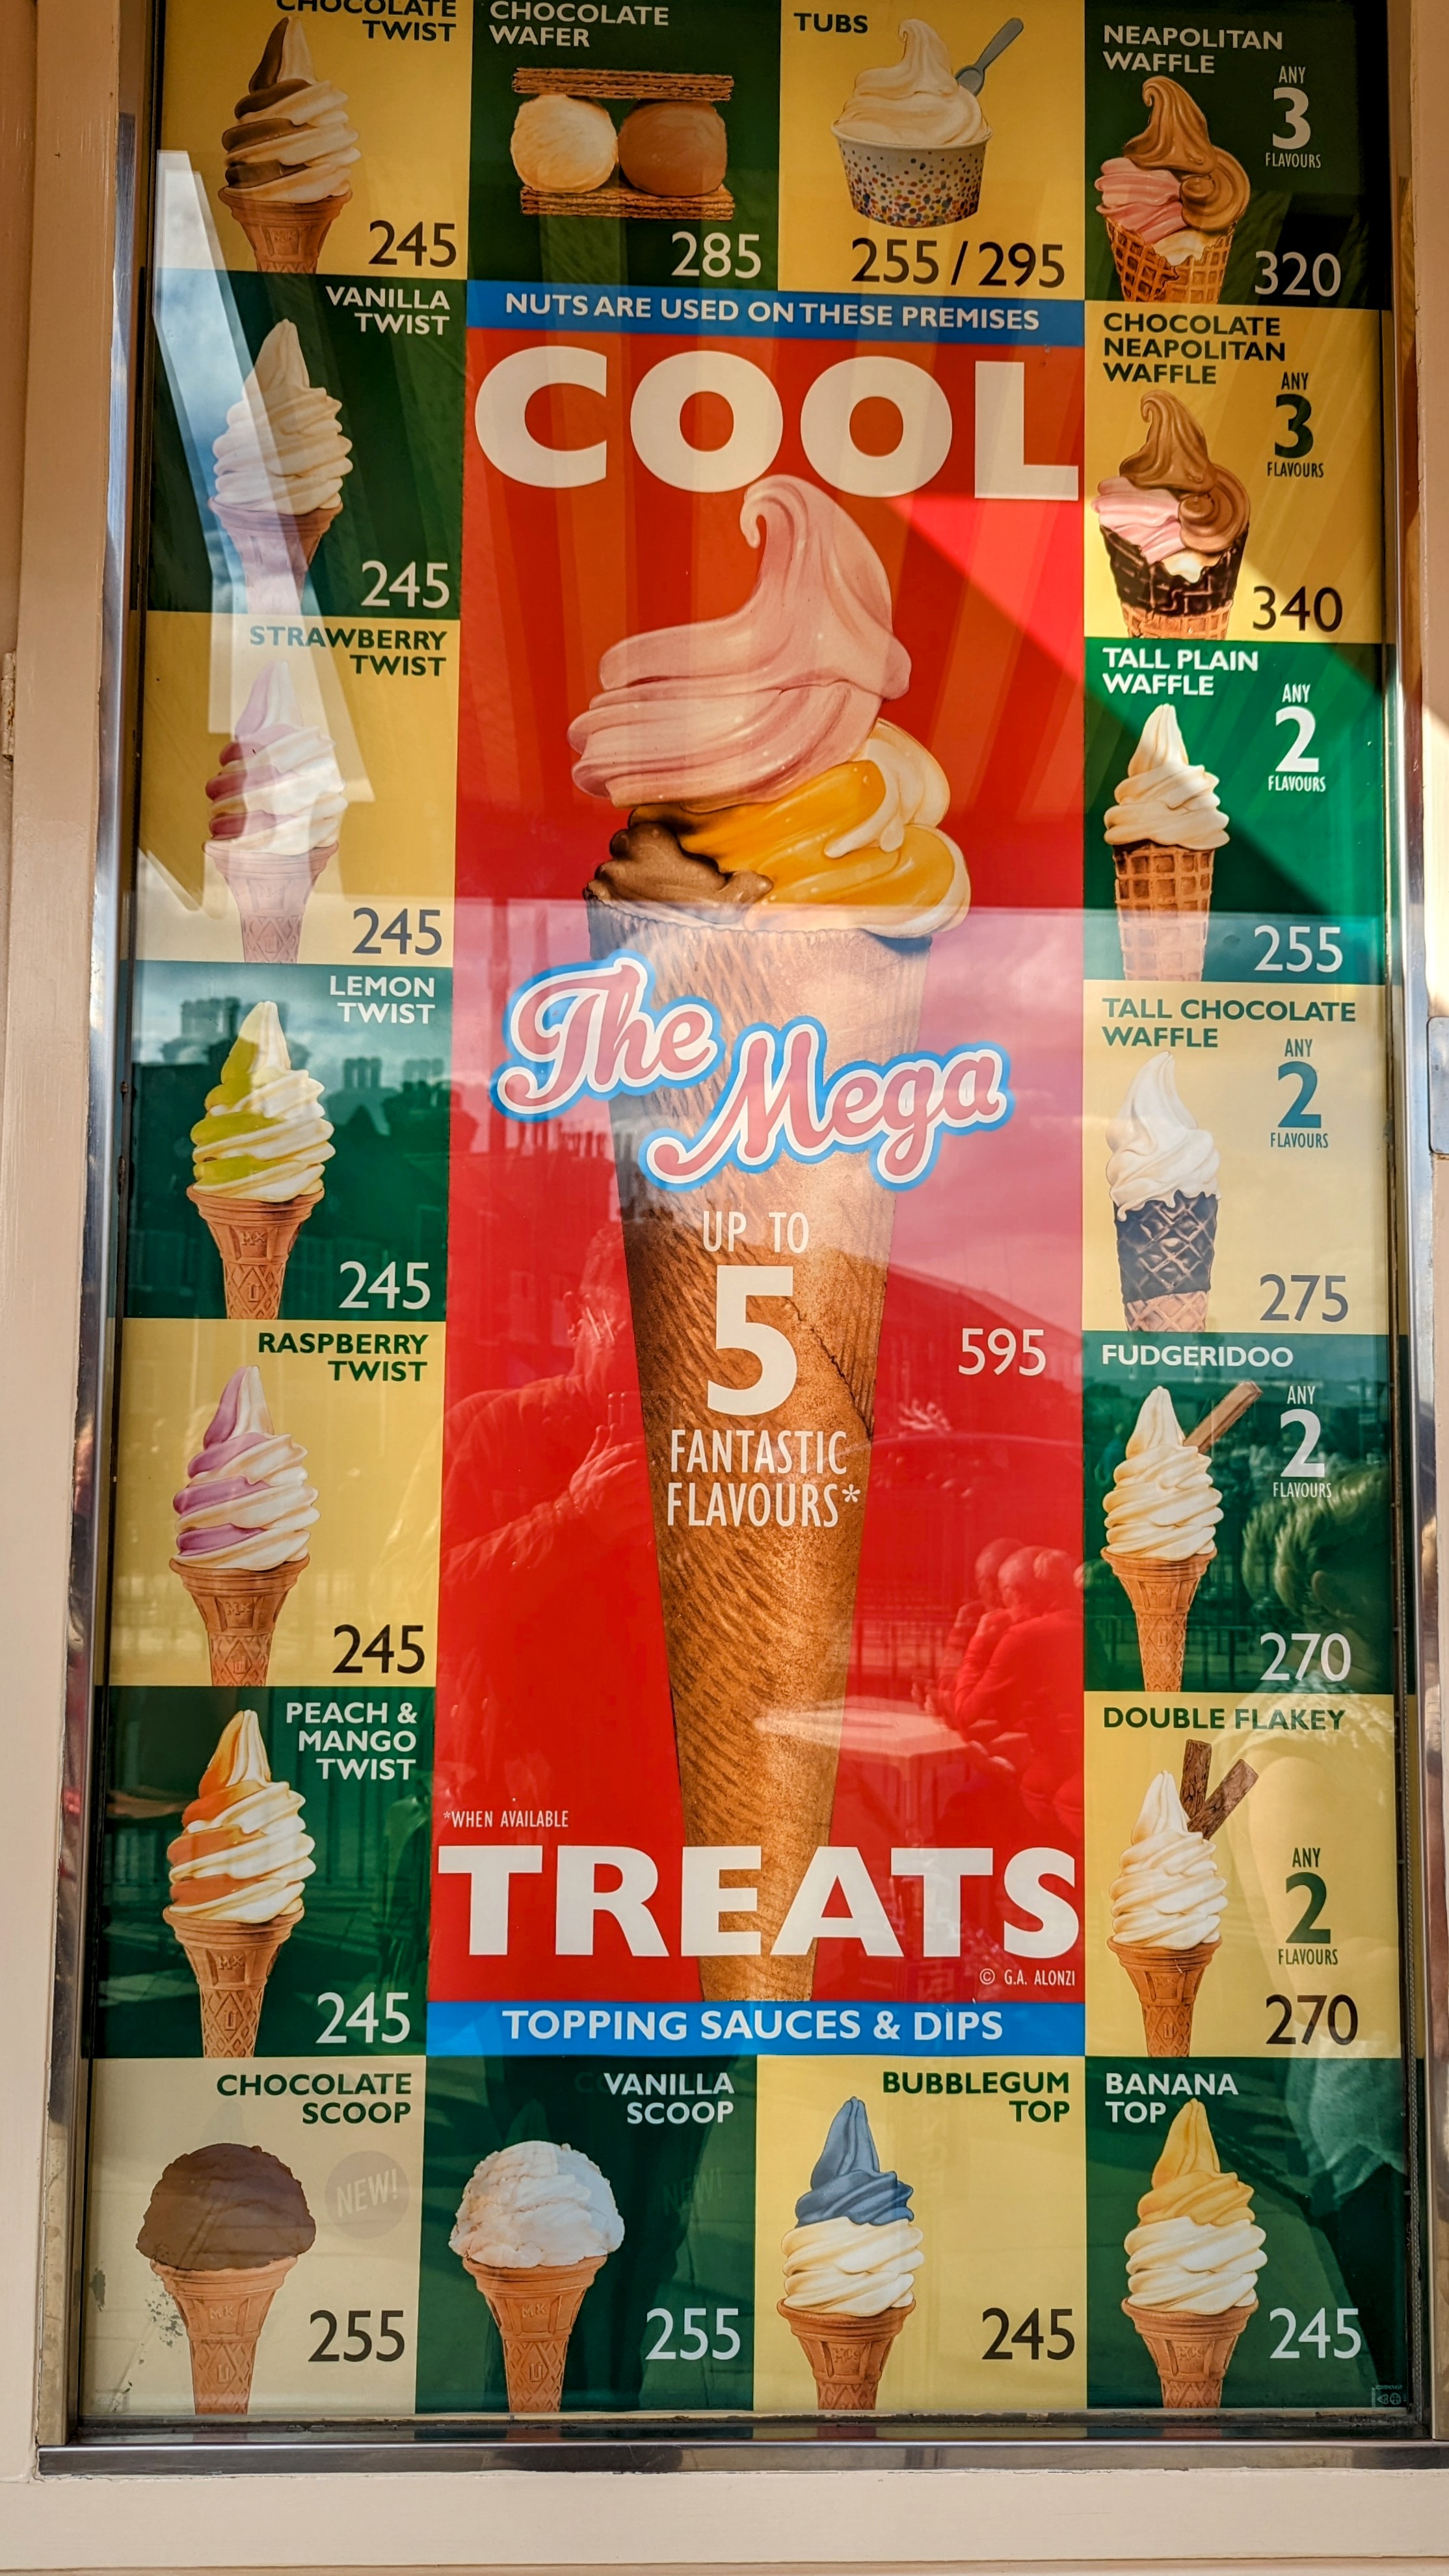 CHOCOLATE
TWIST
245
CHOCOLATE
WAFER
285
TUBS
255/295
NEAPOLITAN
WAFFLE
ANY
3
FLAVOURS
320
VANILLA
TWIST
245
STRAWBERRY
TWIST
245
LEMON
TWIST
245
RASPBERRY
TWIST
245
PEACH &
MANGO
TWIST
245
NUTS ARE USED ON THESE PREMISES
COOL
The
Mega
UP TO
5
FANTASTIC
FLAVOURS*
595
*WHEN AVAILABLE
TREATS
© G.A. ALONZI
TOPPING SAUCES & DIPS
CHOCOLATE
NEAPOLITAN
WAFFLE
ANY
3
FLAVOURS
340
TALL PLAIN
WAFFLE
ANY
2
FLAVOURS
255
TALL CHOCOLATE
WAFFLE
ANY
2
FLAVOURS
275
FUDGERIDOO
ANY
2
FLAVOURS
270
DOUBLE FLAKEY
ANY
2
FLAVOURS
270
CHOCOLATE
SCOOP
NEW!
255
VANILLA
SCOOP
NEW!
255
BUBBLEGUM
TOP
245
BANANA
TOP
245